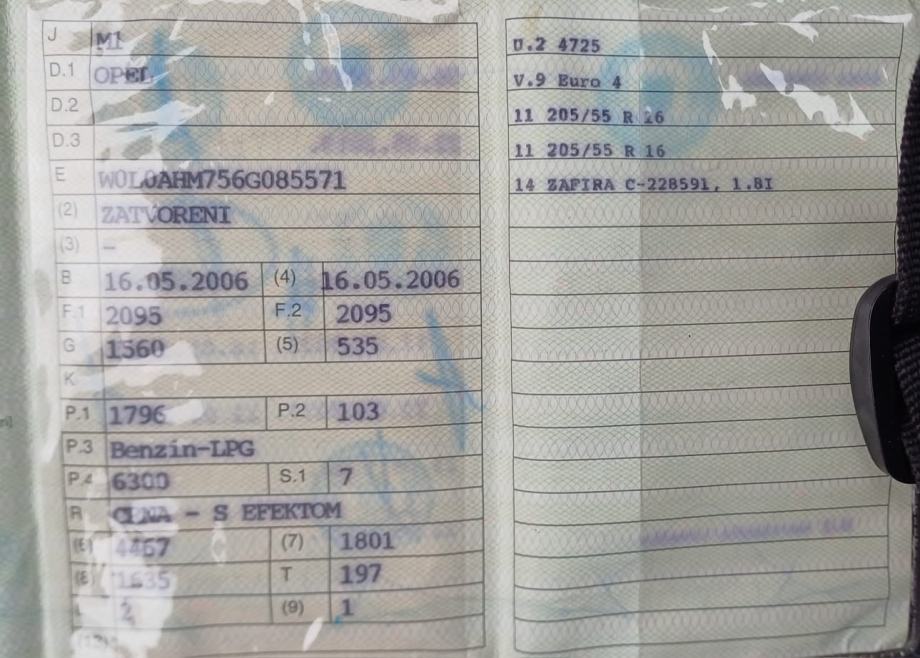 J M1
D.1 OPEL
D.2
D.3
E W0L0AHM756G085571
(2) ZATVORENI
(3) –
B 16.05.2006 (4) 16.05.2006
F.1 2095 F.2 2095
G 1560 (5) 535
K
P.1 1796 P.2 103
P.3 Benzin-LPG
P.4 6300 S.1 7
R CRNA - S EFEKTOM
4467 (7) 1801
1635 T 197
L 2 (9) 1
D.2 4725
V.9 Euro 4
11 205/55 R 16
11 205/55 R 16
14 ZAFIRA C-228591, 1.8I